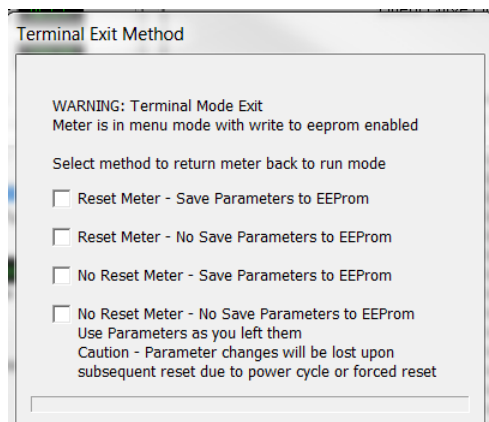 Terminal Exit Method
WARNING: Terminal Mode Exit
Meter is in menu mode with write to eeprom enabled
Select method to return meter back to run mode
Reset Meter - Save Parameters to EEProm
Reset Meter - No Save Parameters to EEProm
No Reset Meter - Save Parameters to EEProm
No Reset Meter - No Save Parameters to EEProm
Use Parameters as you left them
Caution - Parameter changes will be lost upon
subsequent reset due to power cycle or forced reset